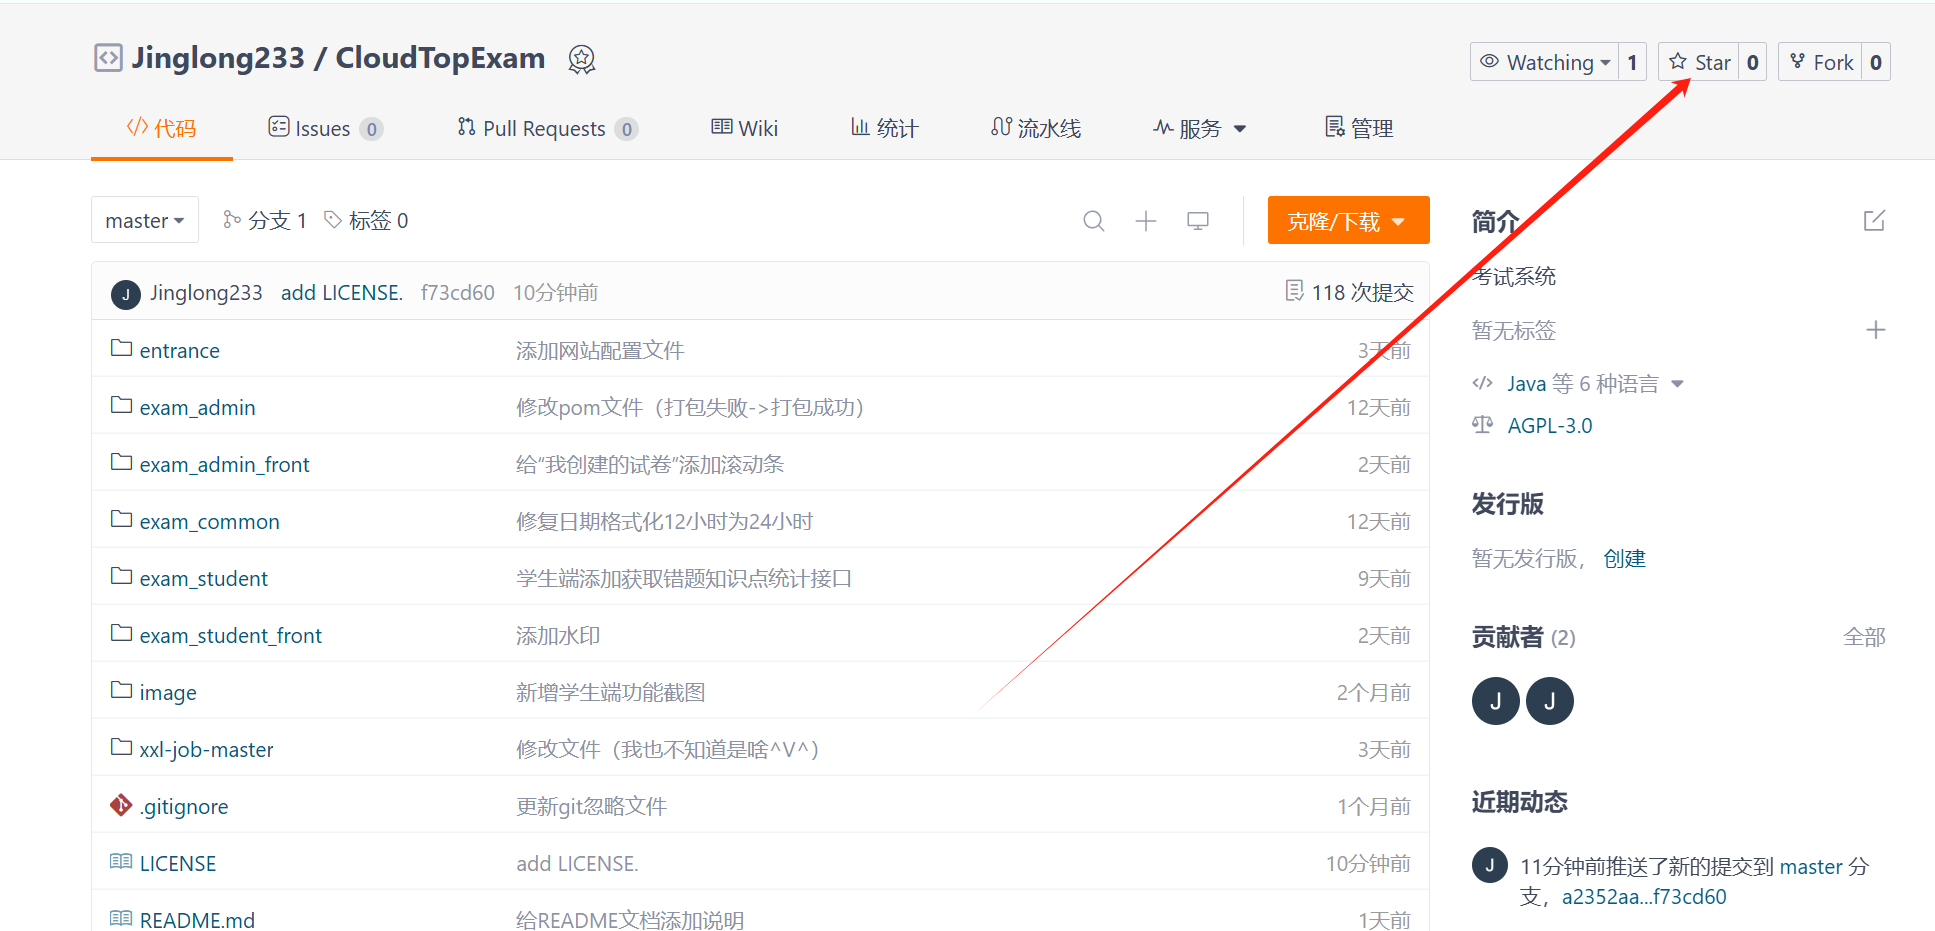 Jinglong233 / CloudTopExam
Watching 1 Star 0 Fork 0
代码 Issues 0 Pull Requests 0 Wiki 统计 流水线 服务 管理
master 分支 1 标签 0 克隆/下载
J Jinglong233 add LICENSE. f73cd60 10分钟前 118 次提交
entrance 添加网站配置文件 3天前
exam_admin 修改pom文件（打包失败->打包成功） 12天前
exam_admin_front 给“我创建的试卷”添加滚动条 2天前
exam_common 修复日期格式化12小时为24小时 12天前
exam_student 学生端添加获取错题知识点统计接口 9天前
exam_student_front 添加水印 2天前
image 新增学生端功能截图 2个月前
xxl-job-master 修改文件（我也不知道是啥^V^） 3天前
.gitignore 更新git忽略文件 1个月前
LICENSE add LICENSE. 10分钟前
README.md 给README文档添加说明 1天前
简介
考试系统
暂无标签
Java 等 6 种语言
AGPL-3.0
发行版
暂无发行版， 创建
贡献者 (2) 全部
J J
近期动态
J 11分钟前推送了新的提交到 master 分
支，a2352aa...f73cd60